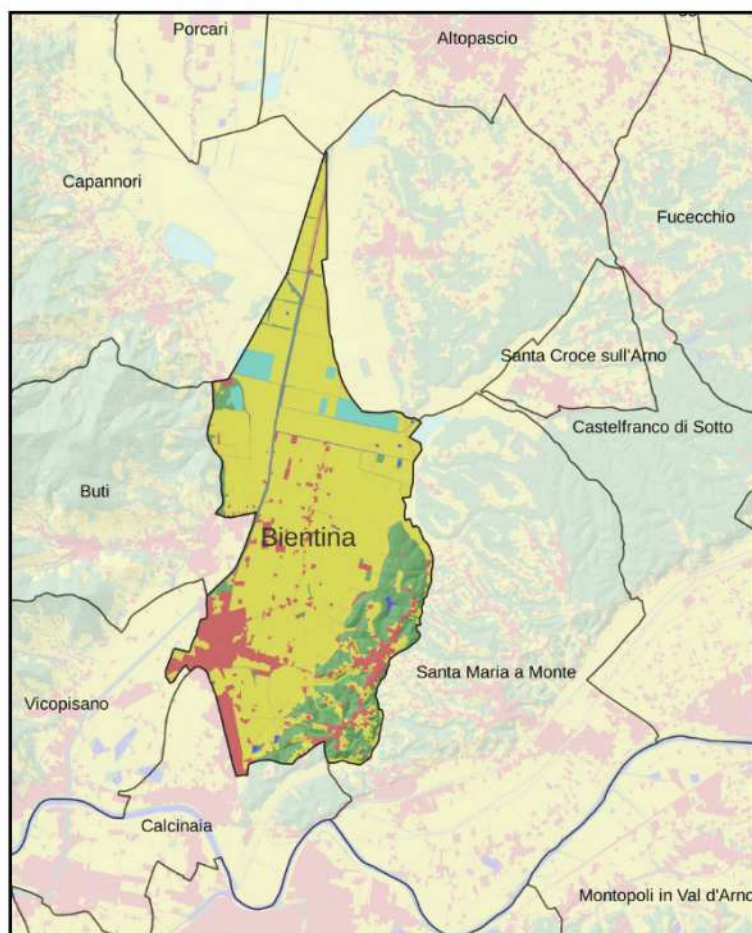 Porcari
Altopascio
Capannori
Fucecchio
Santa Croce sull'Arno
Castelfranco di Sotto
Buti
Bientina
Santa Maria a Monte
Vicopisano
Calcinaia
Montopoli in Val d'Arno